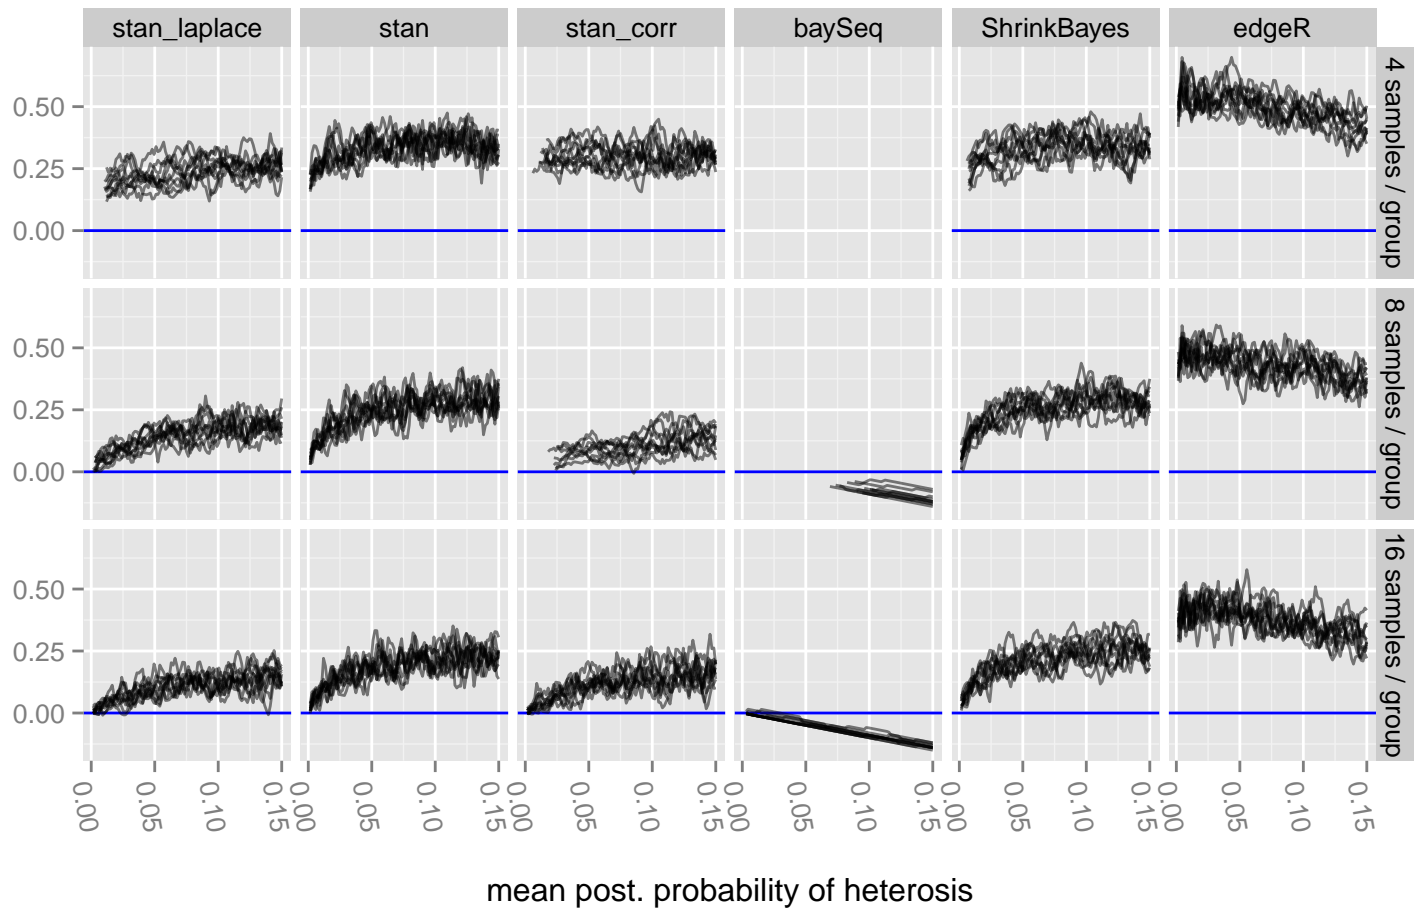 stan_laplace stan stan_corr baySeq ShrinkBayes edgeR
0.50
0.25
0.00
4 samples / group
0.50
0.25
0.00
8 samples / group
0.50
0.25
0.00
16 samples / group
0.00 0.05 0.10 0.15 0.00 0.05 0.10 0.15 0.00 0.05 0.10 0.15 0.00 0.05 0.10 0.15 0.00 0.05 0.10 0.15 0.00 0.05 0.10 0.15
mean post. probability of heterosis